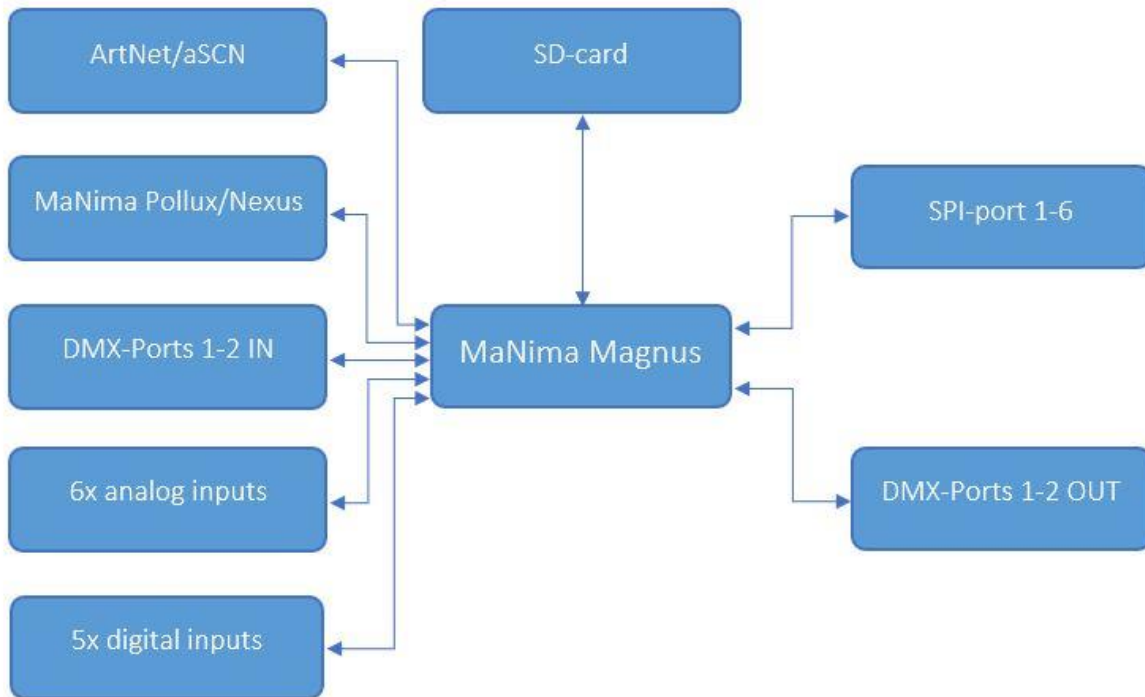 ArtNet/aSCN
SD-card
MaNima Pollux/Nexus
SPI-port 1-6
DMX-Ports 1-2 IN
MaNima Magnus
6x analog inputs
DMX-Ports 1-2 OUT
5x digital inputs